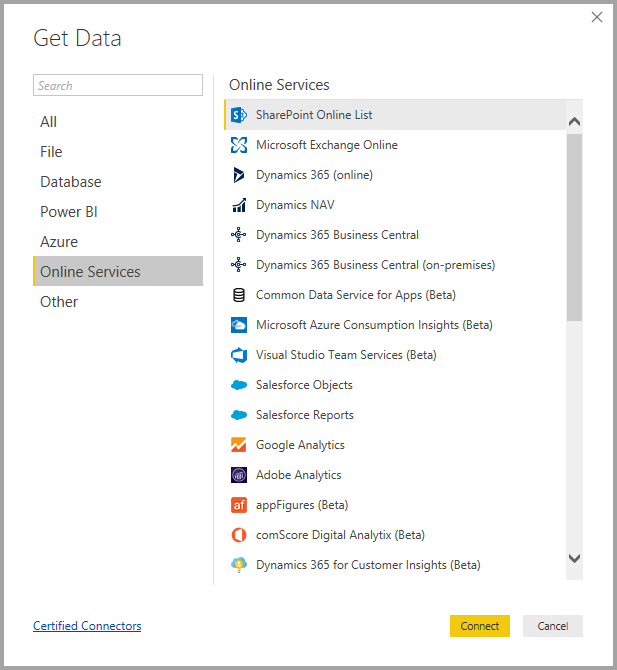 Get Data
Search
All
File
Database
Power BI
Azure
Online Services
Other
Online Services
SharePoint Online List
Microsoft Exchange Online
Dynamics 365 (online)
Dynamics NAV
Dynamics 365 Business Central
Dynamics 365 Business Central (on-premises)
Common Data Service for Apps (Beta)
Microsoft Azure Consumption Insights (Beta)
Visual Studio Team Services (Beta)
Salesforce Objects
Salesforce Reports
Google Analytics
Adobe Analytics
appFigures (Beta)
comScore Digital Analytix (Beta)
Dynamics 365 for Customer Insights (Beta)
Certified Connectors
Connect
Cancel